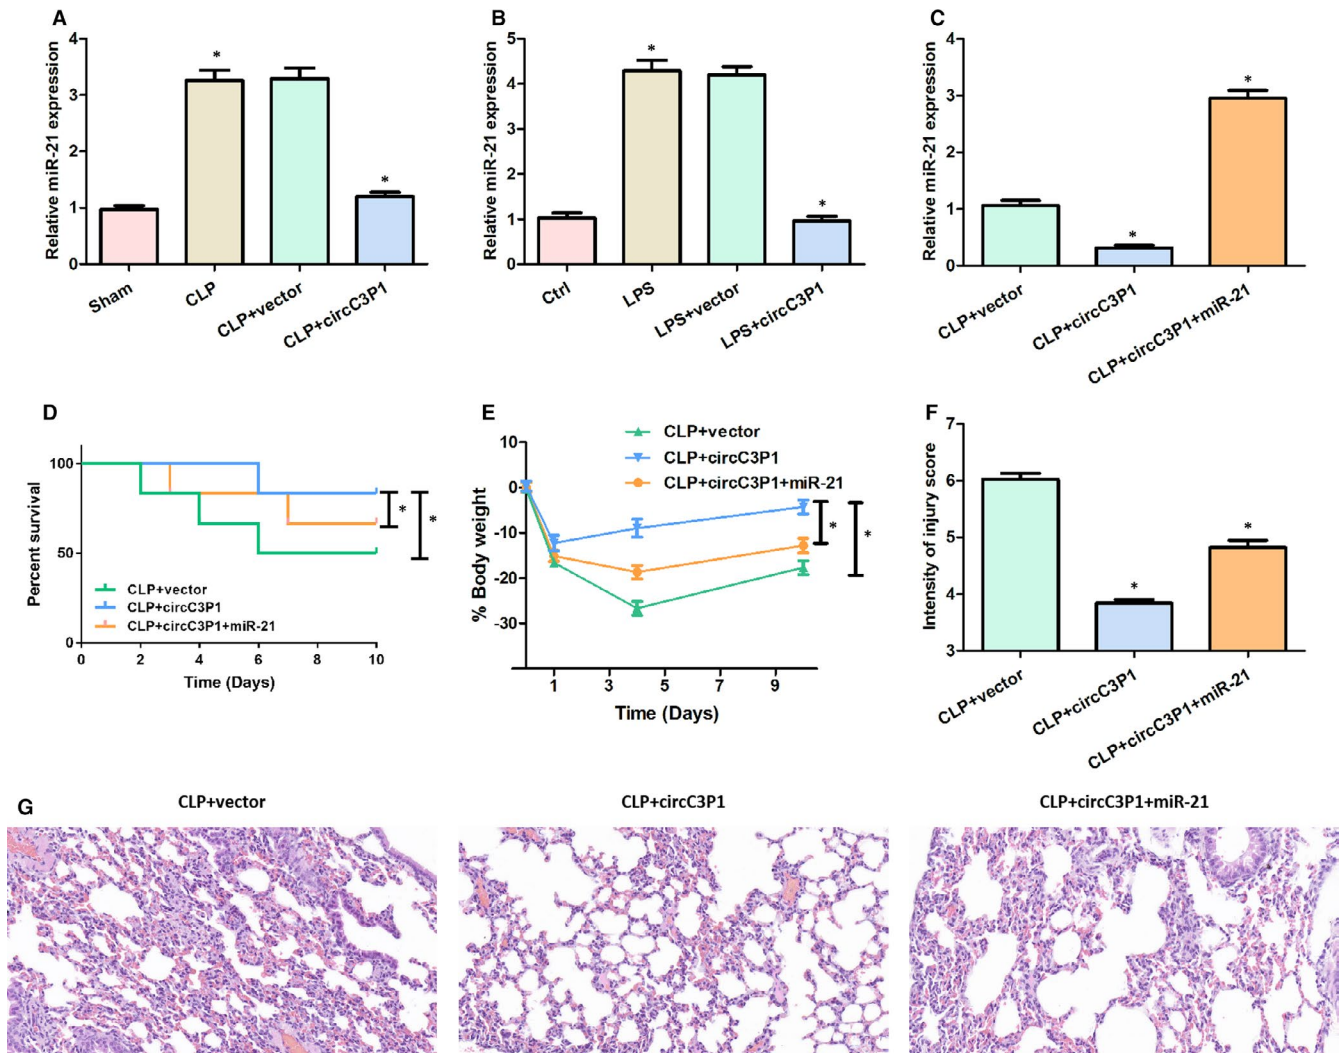 A
Relative miR-21 expression
4
3
2
1
0
*
*
Sham
CLP
CLP+vector
CLP+circC3P1
B
Relative miR-21 expression
5
4
3
2
1
0
*
*
Ctrl
LPS
LPS+vector
LPS+circC3P1
C
Relative miR-21 expression
4
3
2
1
0
*
*
CLP+vector
CLP+circC3P1
CLP+circC3P1+miR-21
D
Percent survival
100
50
0
CLP+vector
CLP+circC3P1
CLP+circC3P1+miR-21
*
*
0 2 4 6 8 10
Time (Days)
E
CLP+vector
CLP+circC3P1
CLP+circC3P1+miR-21
% Body weight
10
0
-10
-20
-30
*
*
1 3 5 7 9
Time (Days)
F
Intensity of injury score
7
6
5
4
3
*
*
CLP+vector
CLP+circC3P1
CLP+circC3P1+miR-21
G
CLP+vector
CLP+circC3P1
CLP+circC3P1+miR-21